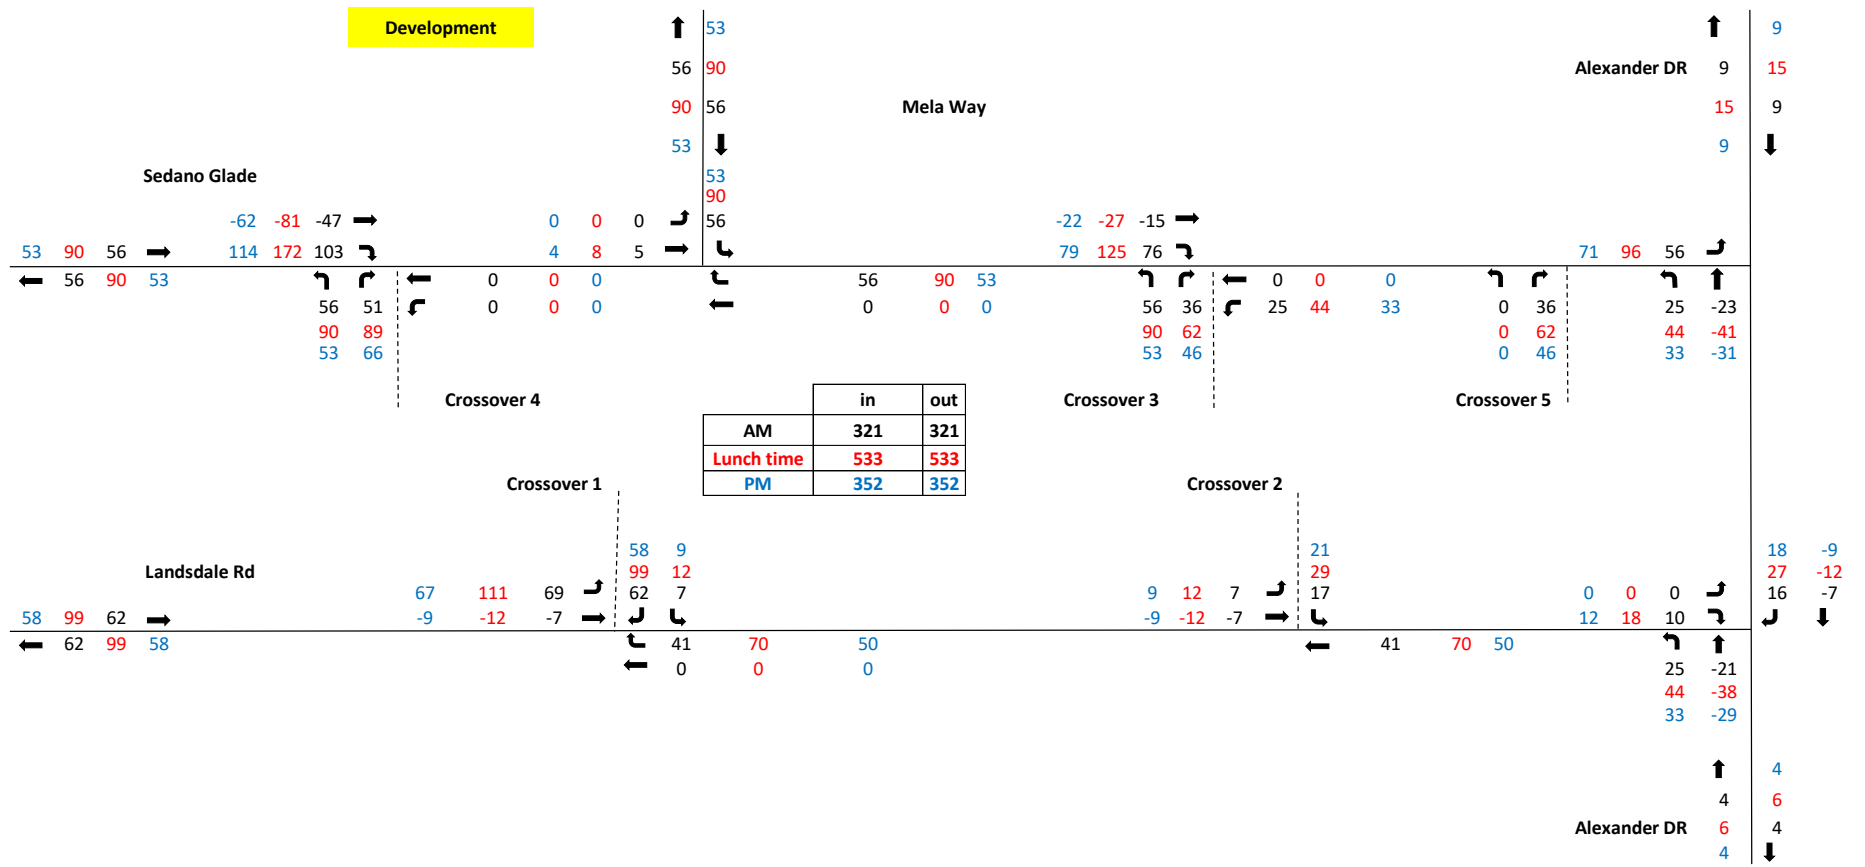 Development 53 9
56 90 Alexander DR 9 15
90 56 Mela Way 15 9
53 9
Sedano Glade 53
90
-62 -81 -47 0 0 0 56 -22 -27 -15
53 90 56 114 172 103 4 8 5 79 125 76 71 96 56
56 90 53 0 0 0 56 90 53 0 0 0
56 51 0 0 0 0 0 0 56 36 25 44 33 0 36 25 -23
90 89 90 62 0 62 44 -41
53 66 53 46 0 46 33 -31
Crossover 4 in out Crossover 3 Crossover 5
AM 321 321
Lunch time 533 533
PM 352 352
Crossover 1 Crossover 2
58 9 21 18 -9
Landsdale Rd 99 12 29 27 -12
67 111 69 62 7 9 12 7 17 0 0 0 16 -7
58 99 62 -9 -12 -7 -9 -12 -7 12 18 10
62 99 58 41 70 50 41 70 50
0 0 0 25 -21
44 -38
33 -29
4
4 6
Alexander DR 6 4
4